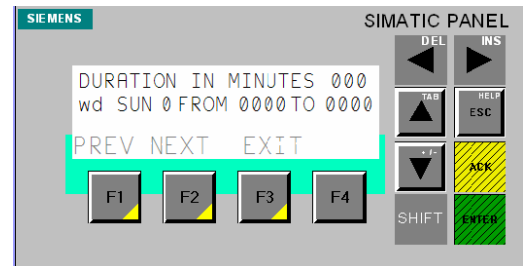 SIEMENS
SIMATIC PANEL
DEL INS
DURATION IN MINUTES 000
wd SUN 0 FROM 0000 TO 0000
PREV NEXT EXIT
TAB HELP
ESC
+/-
ACK
F1 F2 F3 F4
SHIFT ENTER